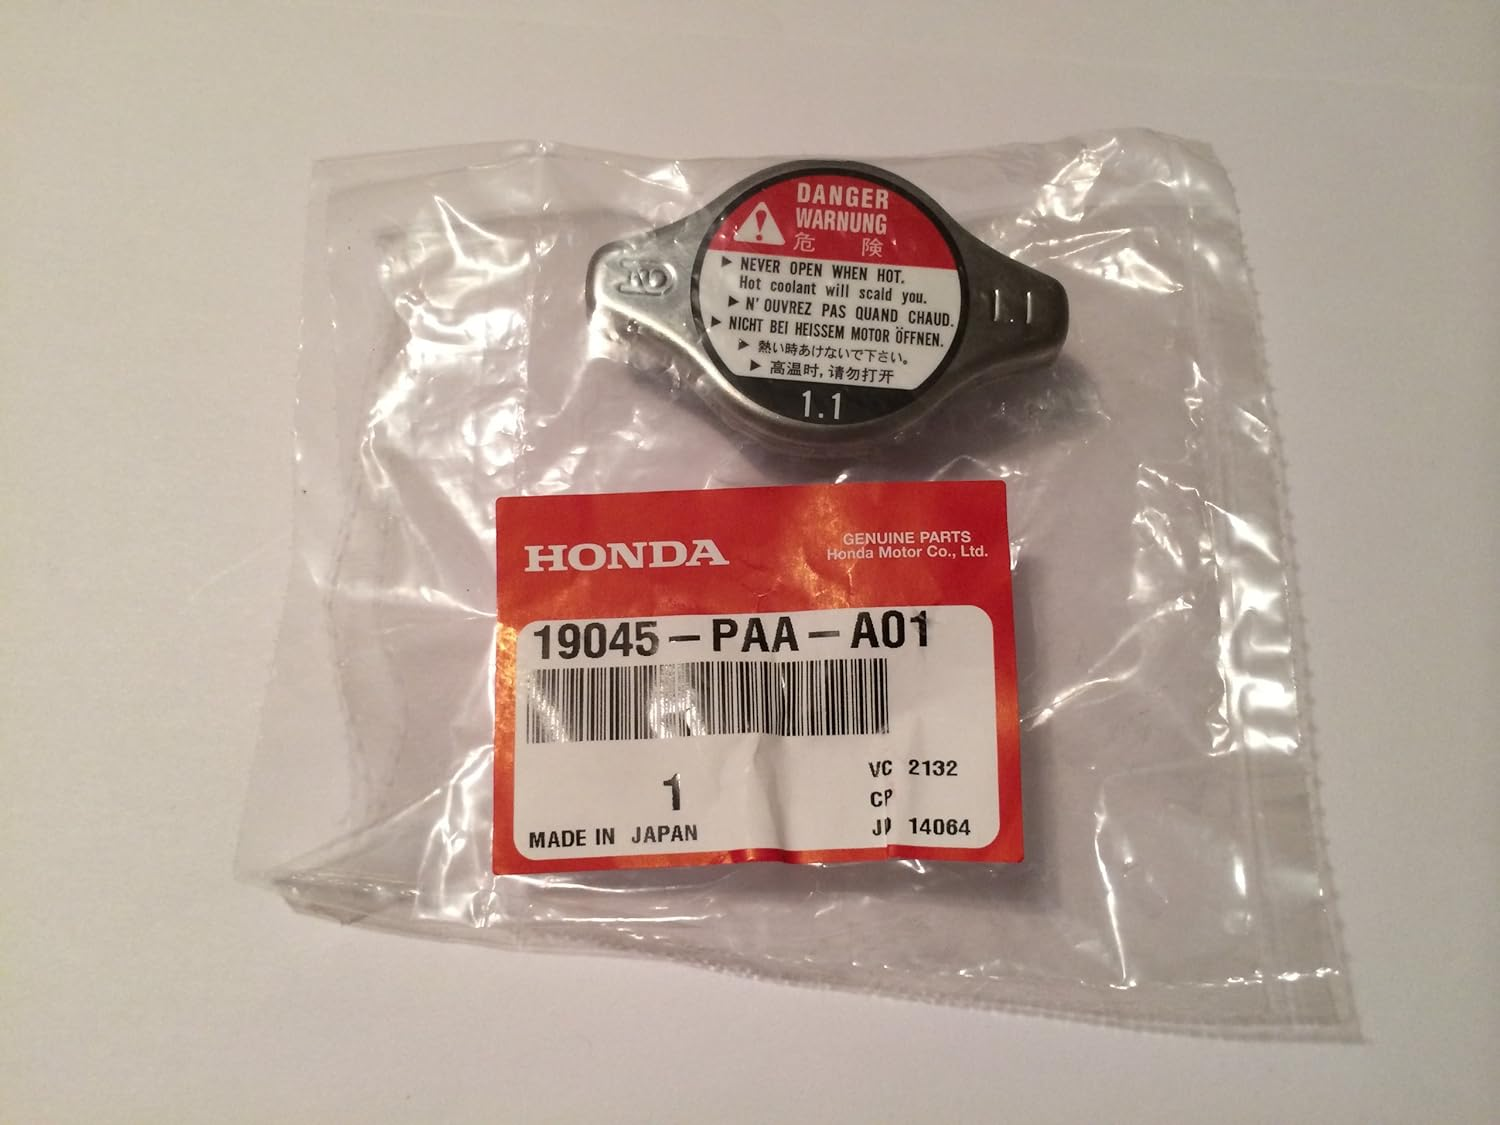 DANGER
WARNUNG
危 険
▶ NEVER OPEN WHEN HOT.
Hot coolant will scald you.
▶ N'OUVREZ PAS QUAND CHAUD.
▶ NICHT BEI HEISSEM MOTOR ÖFFNEN.
▶ 熱い時あけないで下さい。
▶ 高温时,请勿打开
1.1
1.1
HONDA
GENUINE PARTS
Honda Motor Co., Ltd.
19045-PAA-A01
1
VC 2132
CP
MADE IN JAPAN
14064